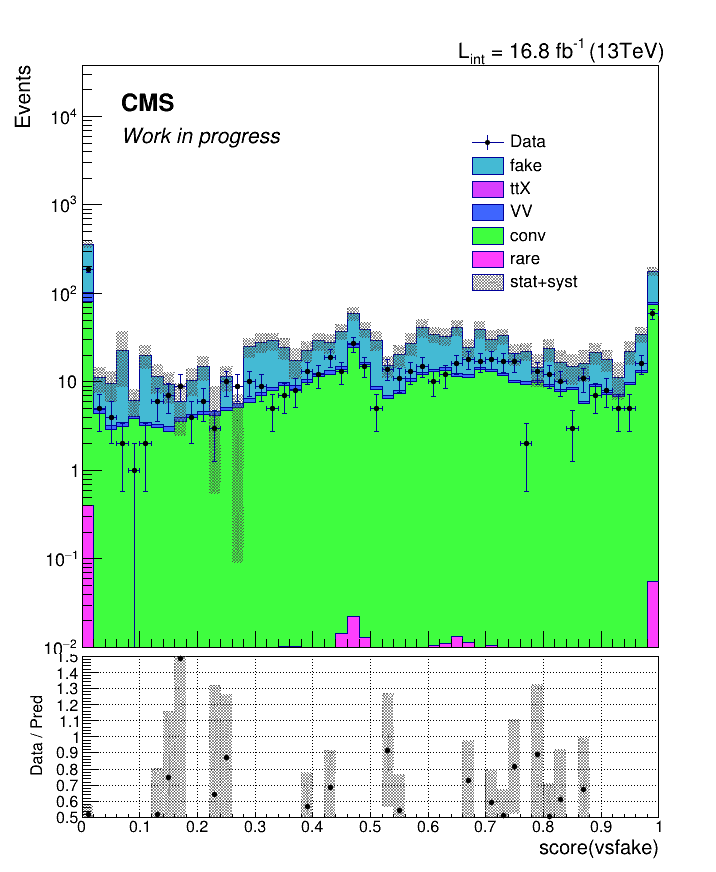 L_int = 16.8 fb^-1 (13TeV)
Events
CMS
Work in progress
Data
fake
ttX
VV
conv
rare
stat+syst
10^4
10^3
10^2
10
1
10^-1
10^-2
Data / Pred
1.5
1.4
1.3
1.2
1.1
1
0.9
0.8
0.7
0.6
0.5
0 0.1 0.2 0.3 0.4 0.5 0.6 0.7 0.8 0.9 1
score(vsfake)